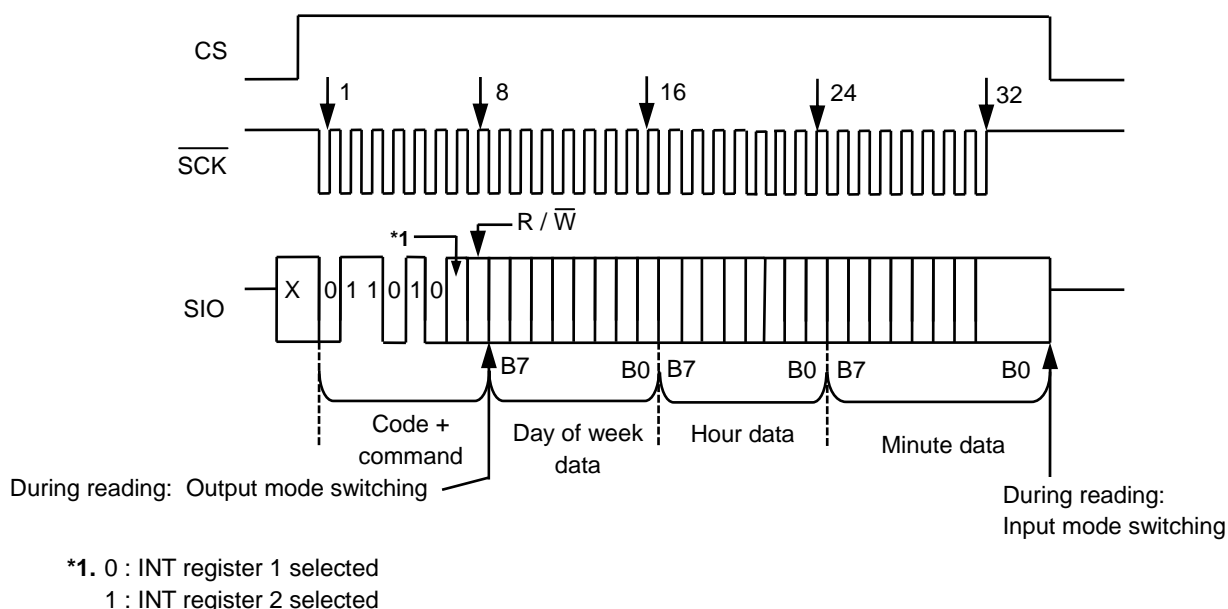 CS
1
8
16
24
32
SCK
R / W
*1
SIO
X
0 1 1 0 1 0
B7
B0
B7
B0
B7
B0
Code +
command
Day of week
data
Hour data
Minute data
During reading: Output mode switching
During reading:
Input mode switching
*1. 0 : INT register 1 selected
1 : INT register 2 selected